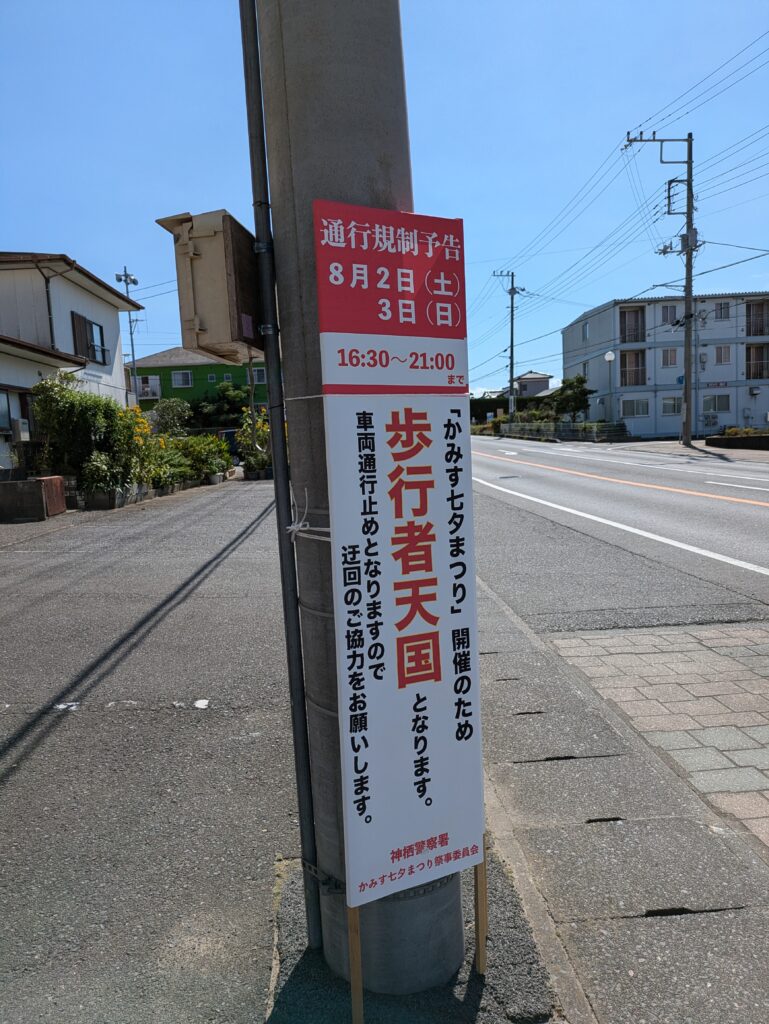 通行規制予告
8月2日（土）
3日（日）
16:30～21:00
まで
「かみす七夕まつり」開催のため
歩行者天国となります。
車両通行止めとなりますので
迂回のご協力をお願いします。
神栖警察署
かみす七夕まつり祭事委員会